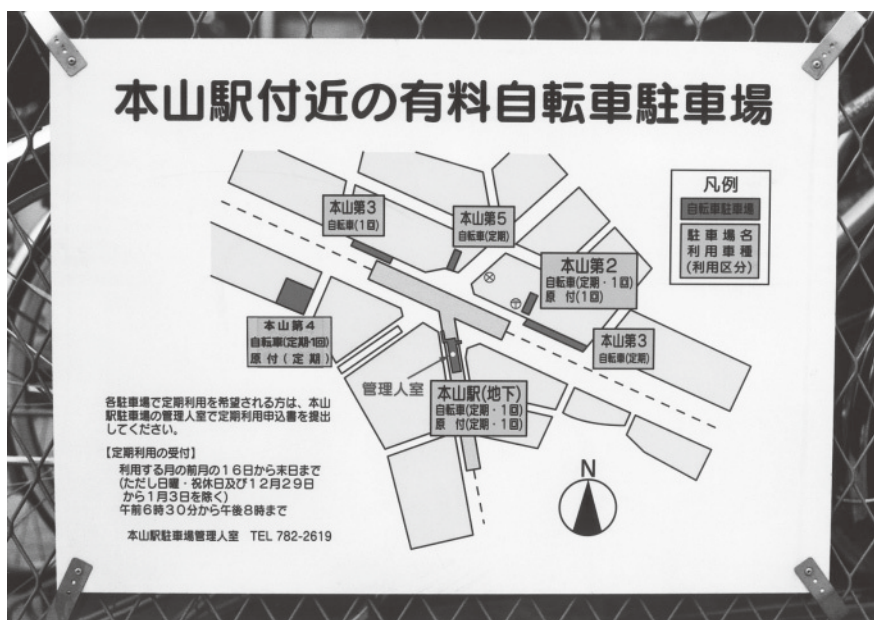 本山駅付近の有料自転車駐車場
凡例
自転車駐車場
駐車場名
利用車種
(利用区分)
本山第3
自転車(1回)
本山第5
自転車(定期)
本山第2
自転車(定期・1回)
原付(1回)
本山第4
自転車(定期・1回)
原付(定期)
本山第3
自転車(定期)
管理人室
本山駅(地下)
自転車(定期・1回)
原付(定期・1回)
各駐車場で定期利用を希望される方は、本山
駅駐車場の管理人室で定期利用申込書を提出
してください。
【定期利用の受付】
利用する月の前月の16日から末日まで
(ただし日曜・祝休日及び12月29日
から1月3日を除く)
午前6時30分から午後8時まで
本山駅駐車場管理人室 TEL 782-2619
N